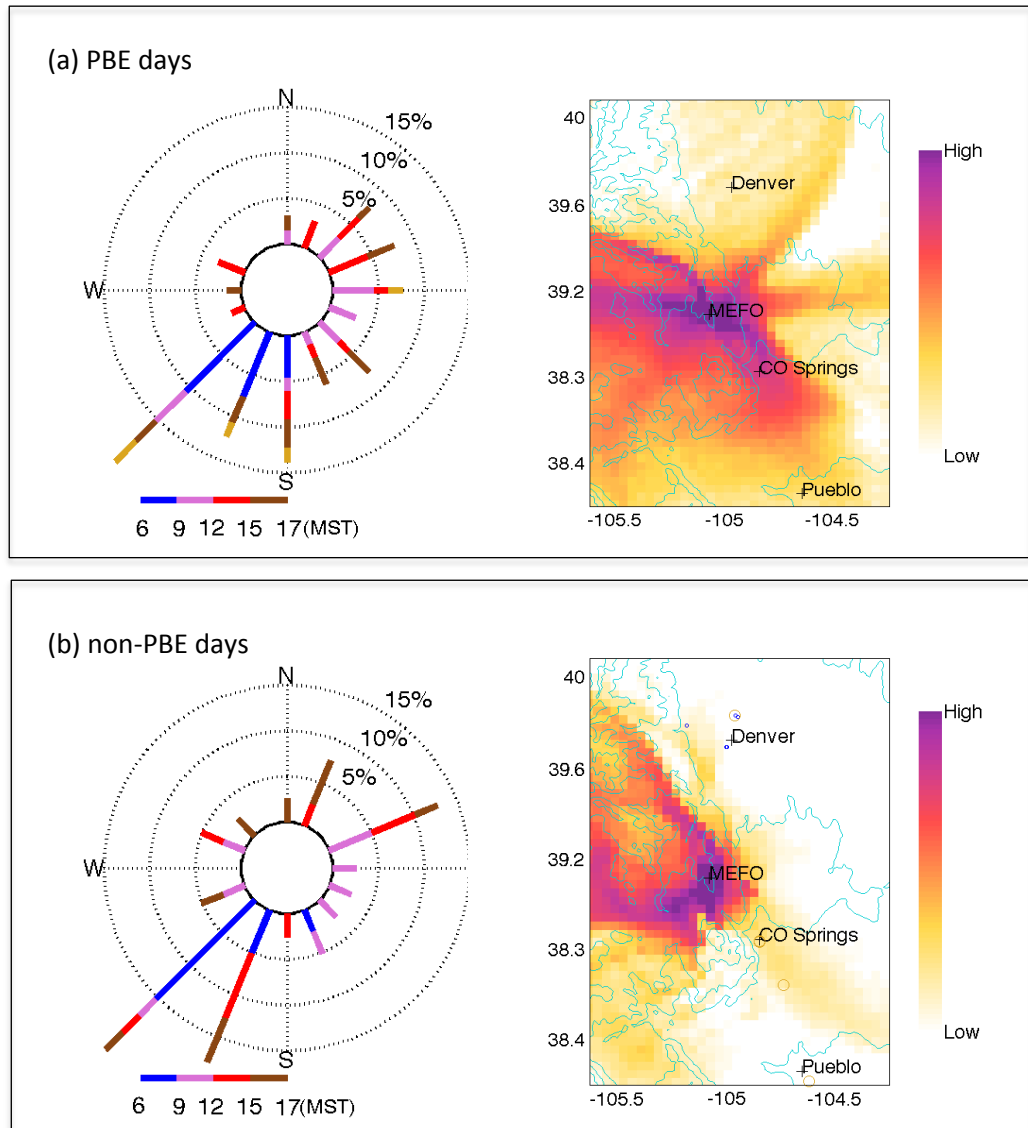 (a) PBE days
N
15%
10%
5%
W
S
6 9 12 15 17(MST)
40
39.6
39.2
38.3
38.4
-105.5 -105 -104.5
Denver
MEFO
CO Springs
Pueblo
High
Low
(b) non-PBE days
N
15%
10%
5%
W
S
6 9 12 15 17(MST)
40
39.6
39.2
38.3
38.4
-105.5 -105 -104.5
Denver
MEFO
CO Springs
Pueblo
High
Low